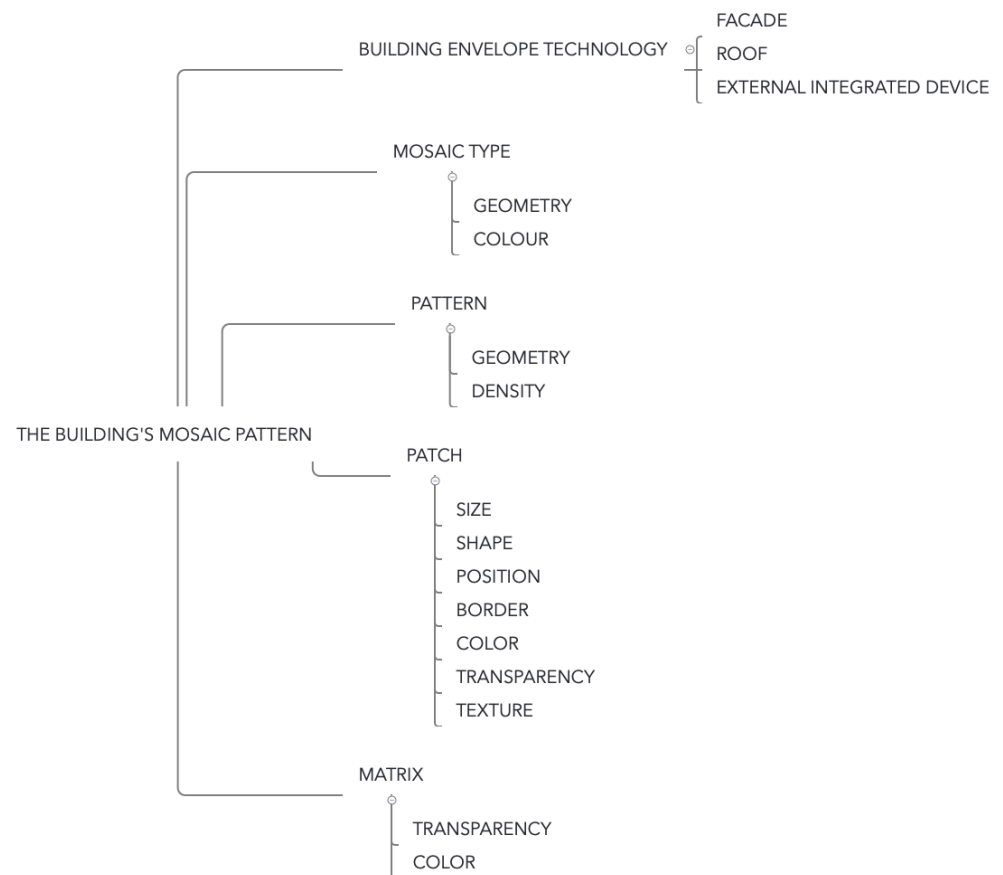 FACADE
BUILDING ENVELOPE TECHNOLOGY
ROOF
EXTERNAL INTEGRATED DEVICE
MOSAIC TYPE
GEOMETRY
COLOUR
PATTERN
GEOMETRY
DENSITY
THE BUILDING'S MOSAIC PATTERN
PATCH
SIZE
SHAPE
POSITION
BORDER
COLOR
TRANSPARENCY
TEXTURE
MATRIX
TRANSPARENCY
COLOR